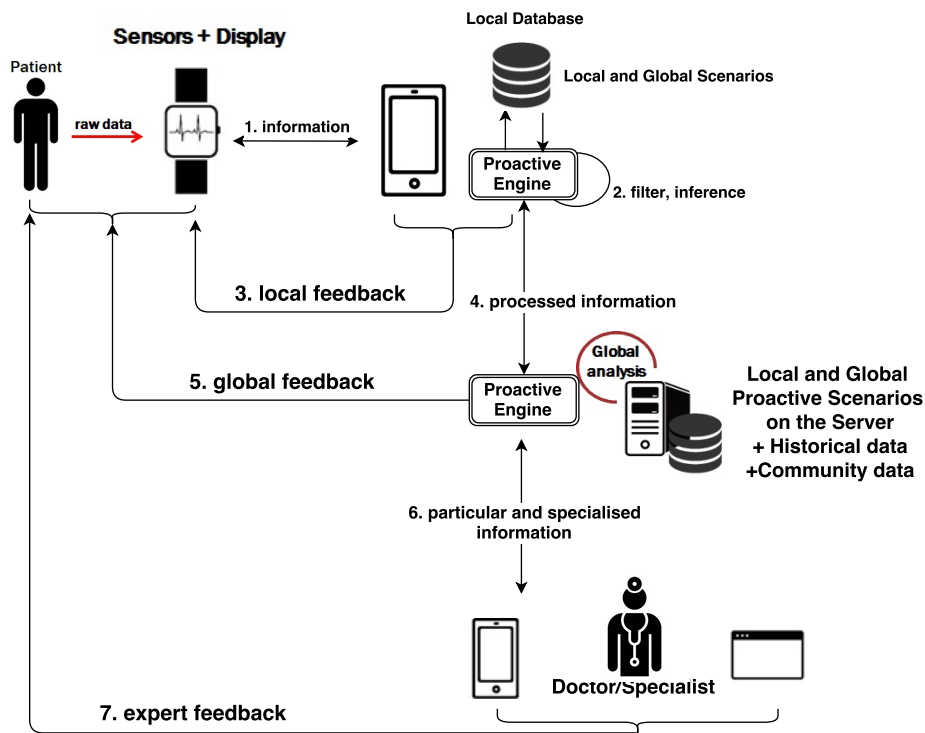 Local Database
Sensors + Display
Patient
Local and Global Scenarios
raw data
1. information
Proactive
Engine
2. filter, inference
3. local feedback
4. processed information
Global
analysis
5. global feedback
Proactive
Engine
Local and Global
Proactive Scenarios
on the Server
+ Historical data
+Community data
6. particular and specialised
information
Doctor/Specialist
7. expert feedback